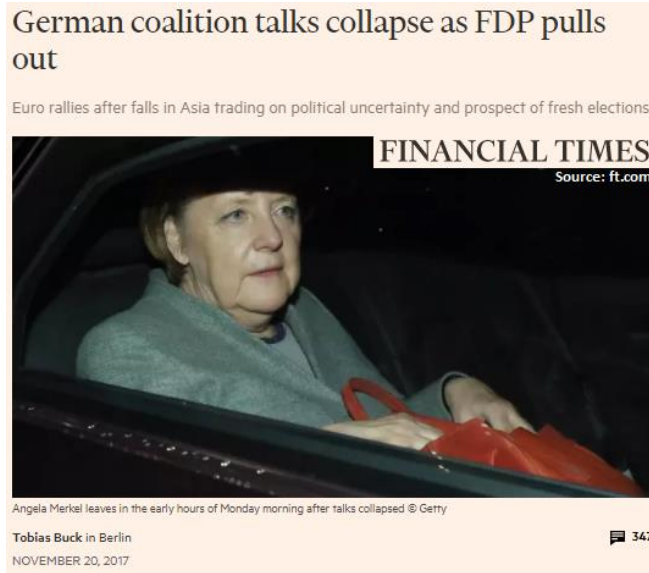 German coalition talks collapse as FDP pulls
out
Euro rallies after falls in Asia trading on political uncertainty and prospect of fresh elections
FINANCIAL TIMES
Source: ft.com
Angela Merkel leaves in the early hours of Monday morning after talks collapsed © Getty
Tobias Buck in Berlin
347
NOVEMBER 20, 2017